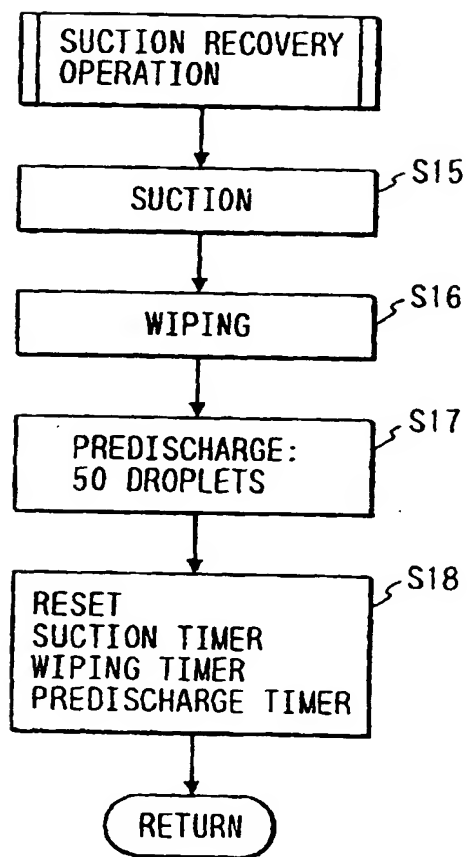 SUCTION RECOVERY
OPERATION
S15
SUCTION
S16
WIPING
S17
PREDISCHARGE:
50 DROPLETS
S18
RESET
SUCTION TIMER
WIPING TIMER
PREDISCHARGE TIMER
RETURN